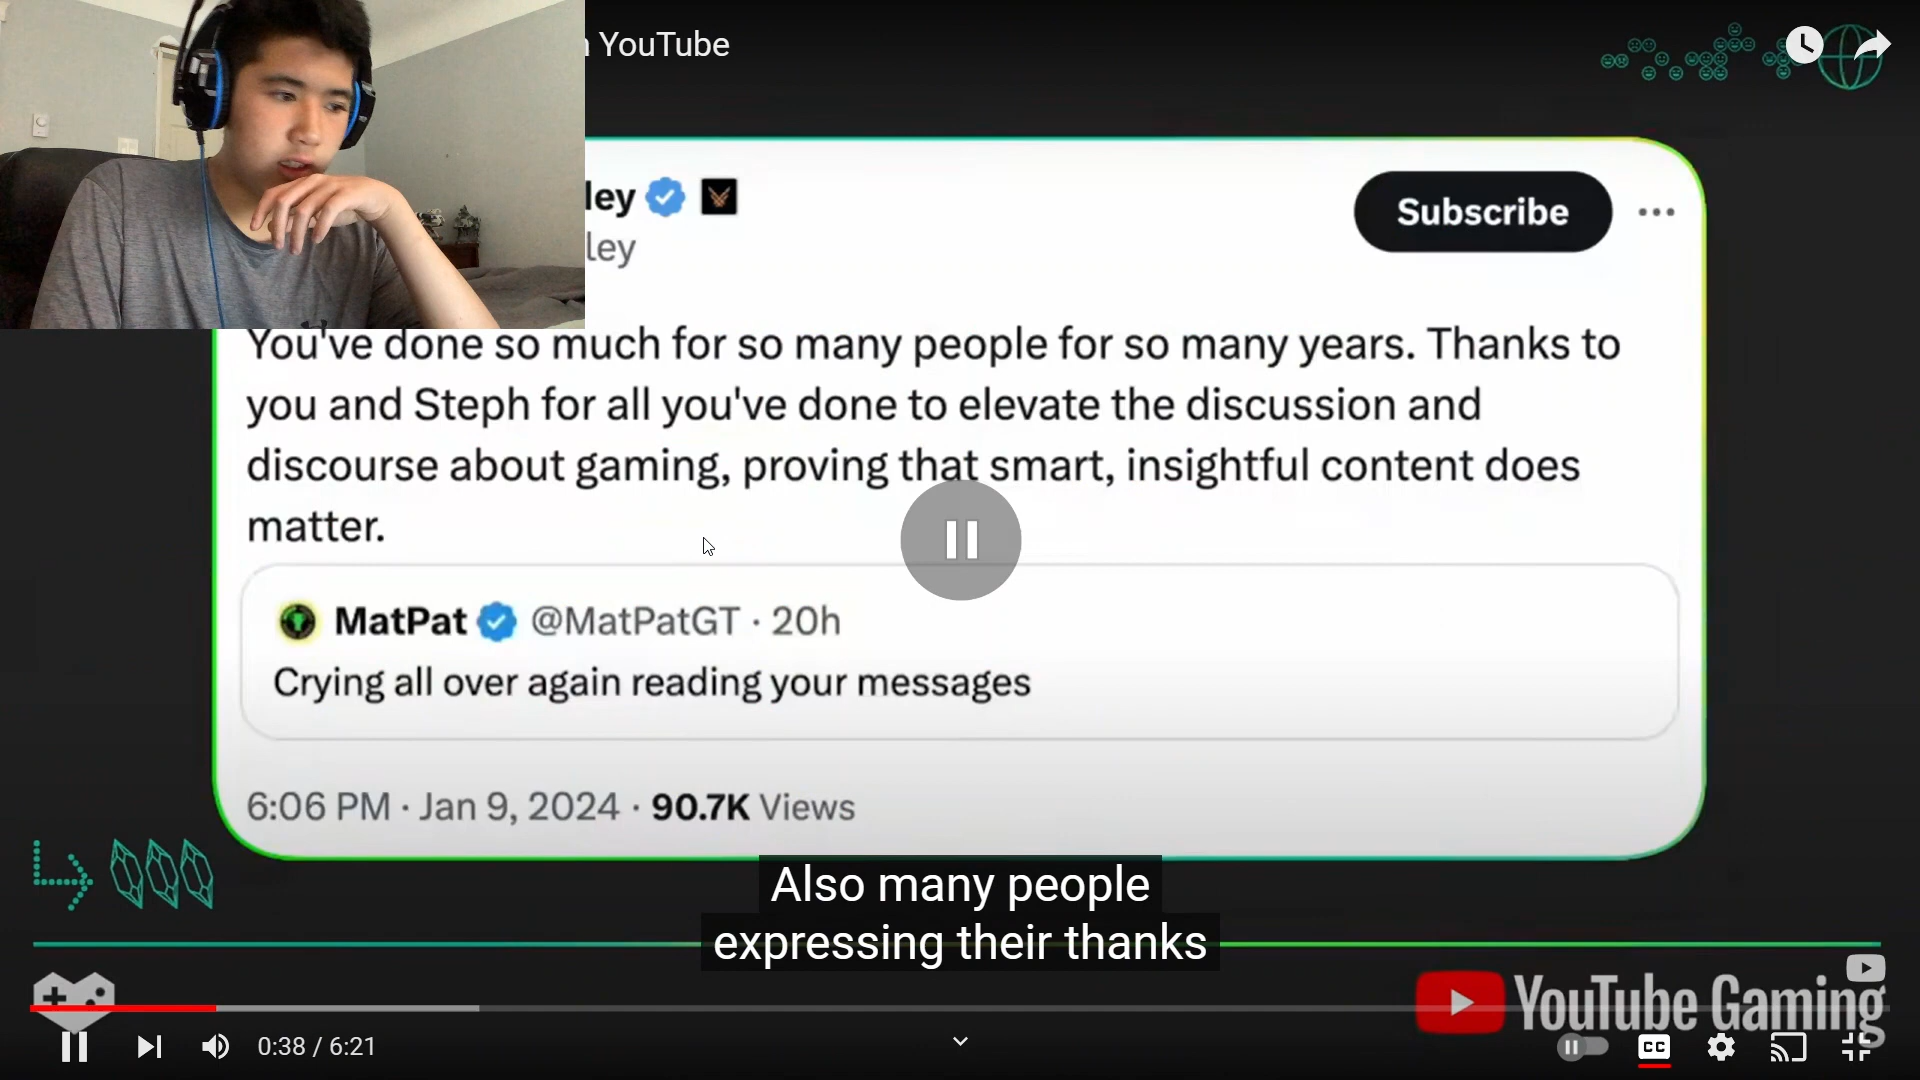 YouTube
ley
Subscribe
ley
You've done so much for so many people for so many years. Thanks to
you and Steph for all you've done to elevate the discussion and
discourse about gaming, proving that smart, insightful content does
matter.
MatPat @MatPatGT · 20h
Crying all over again reading your messages
6:06 PM · Jan 9, 2024 · 90.7K Views
Also many people
expressing their thanks
YouTube Gaming
0:38 / 6:21
CC